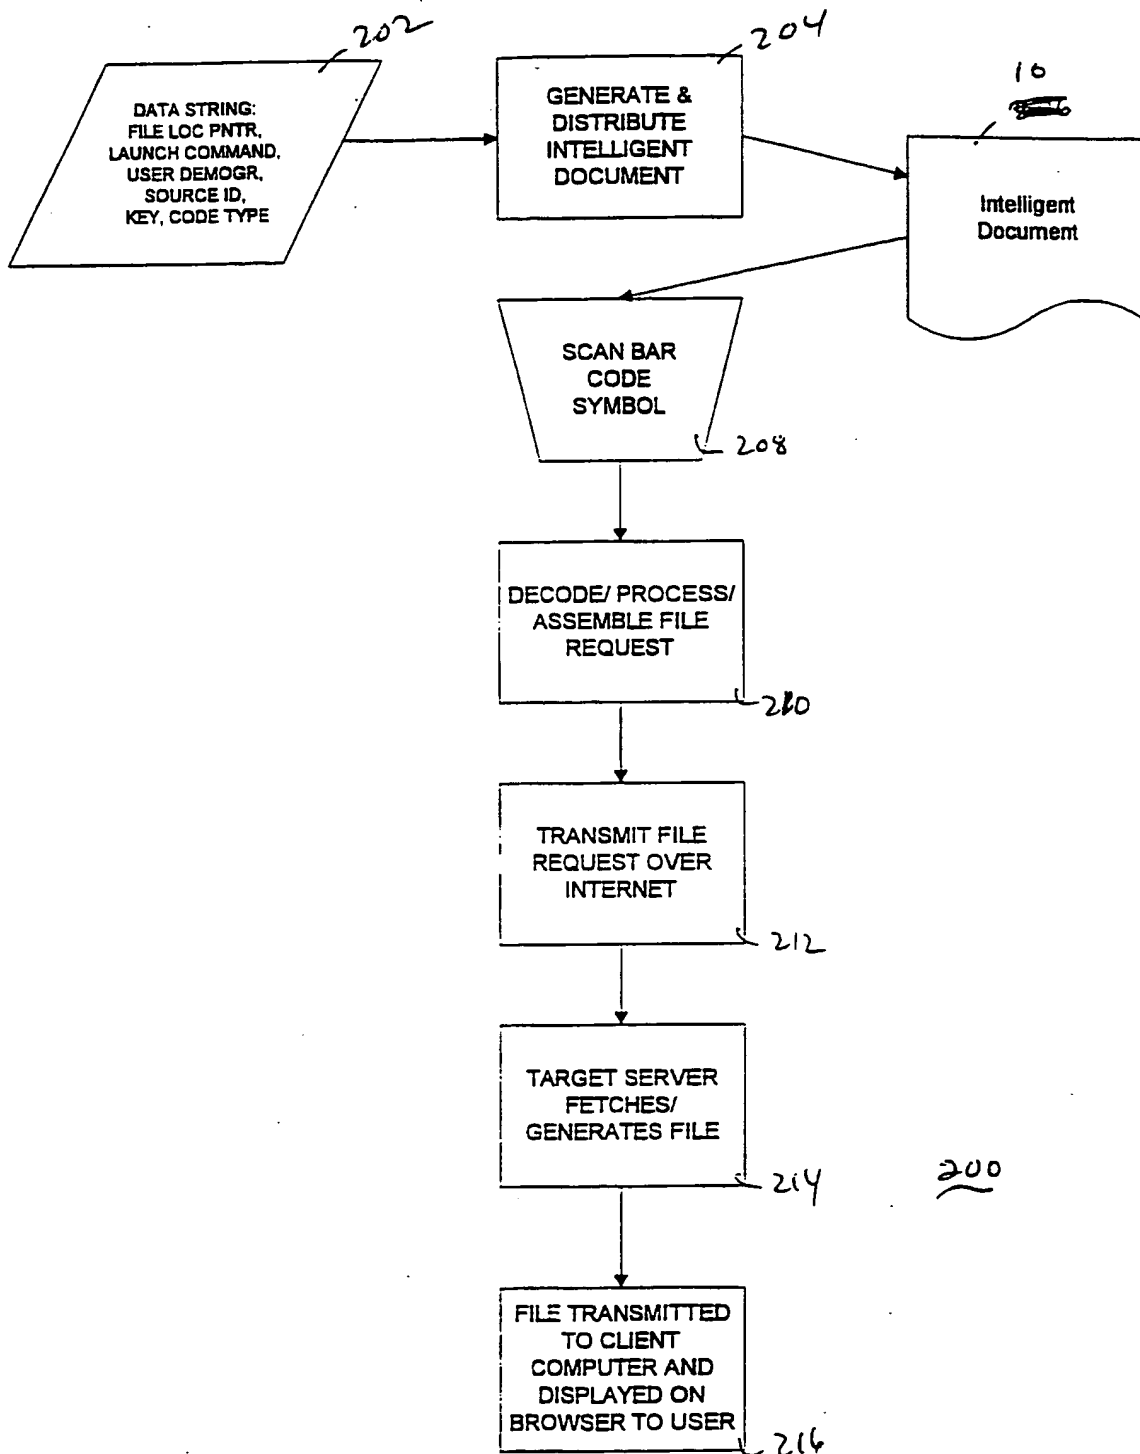 202
DATA STRING:
FILE LOC PNTR,
LAUNCH COMMAND,
USER DEMOGR,
SOURCE ID,
KEY, CODE TYPE
204
GENERATE &
DISTRIBUTE
INTELLIGENT
DOCUMENT
10
Intelligent
Document
SCAN BAR
CODE
SYMBOL
208
DECODE/ PROCESS/
ASSEMBLE FILE
REQUEST
210
TRANSMIT FILE
REQUEST OVER
INTERNET
212
TARGET SERVER
FETCHES/
GENERATES FILE
214
200
FILE TRANSMITTED
TO CLIENT
COMPUTER AND
DISPLAYED ON
BROWSER TO USER
216